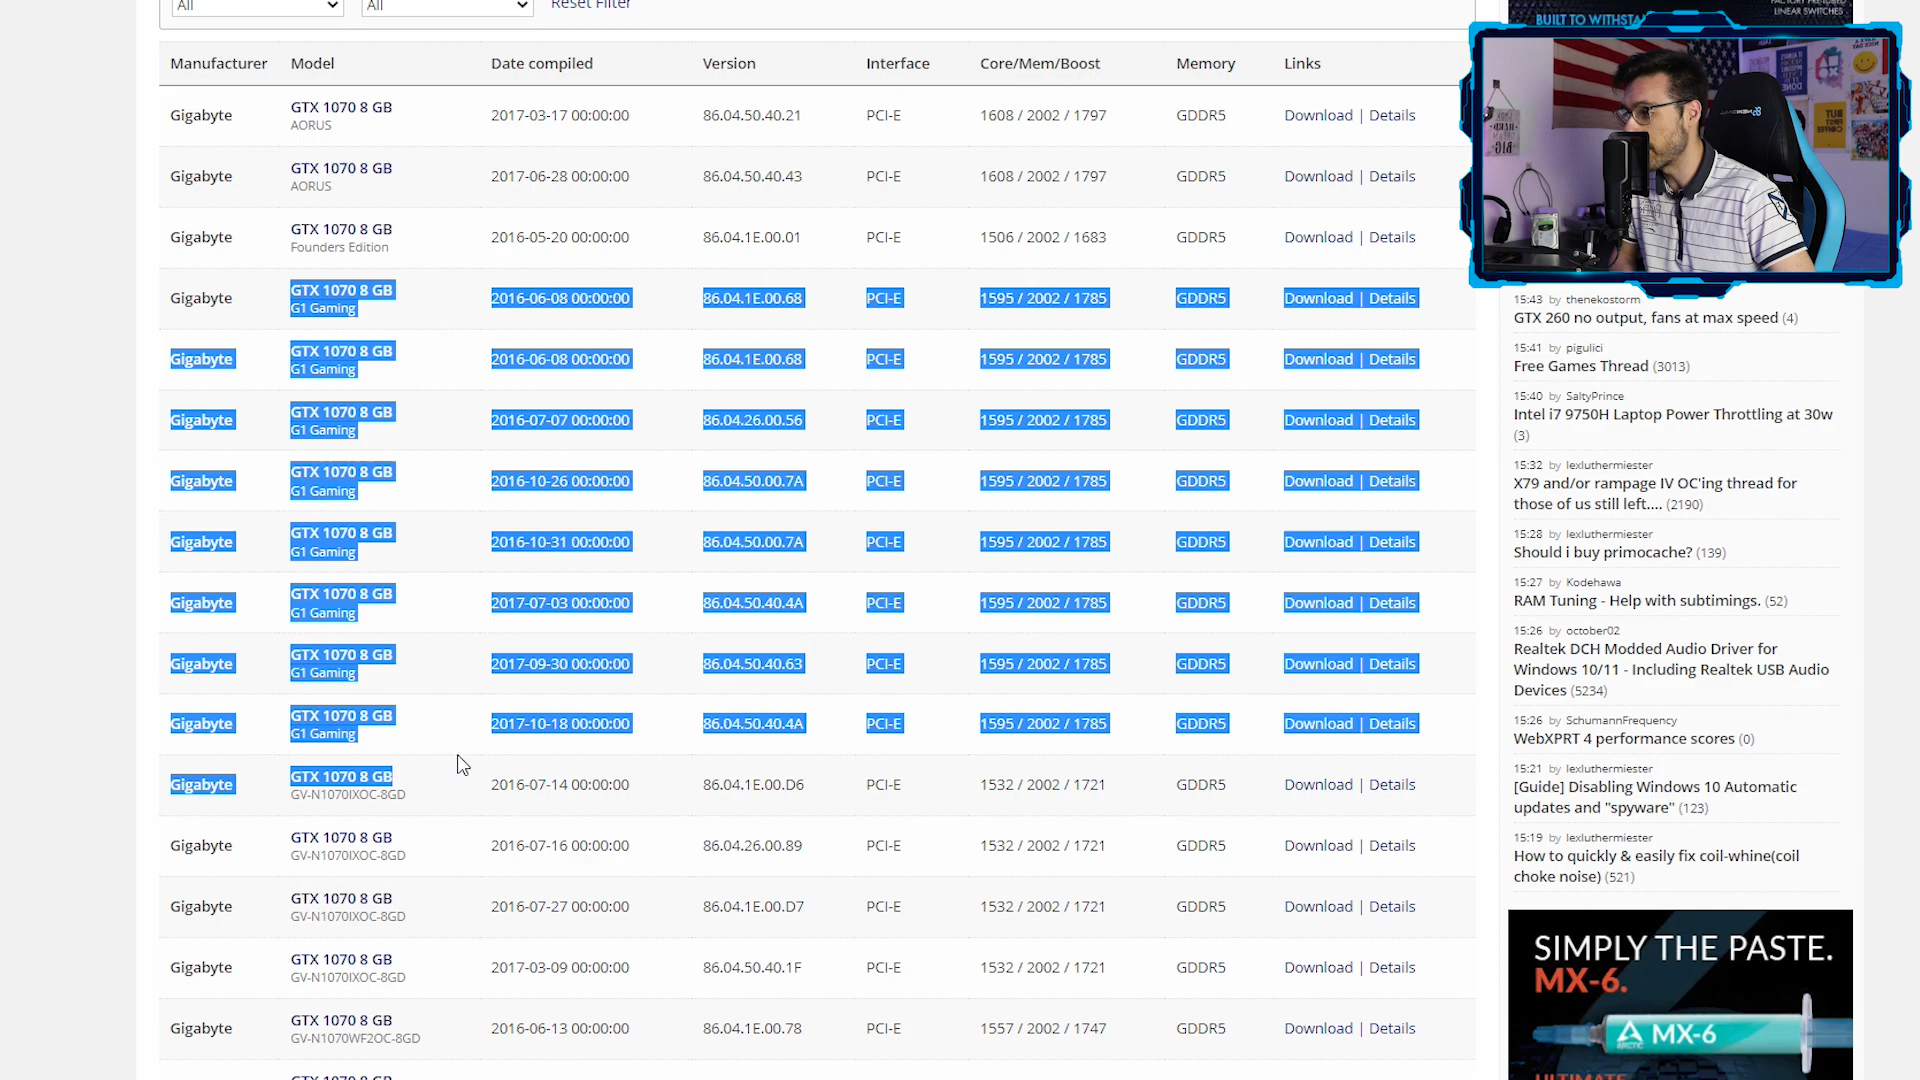 All All Reset Filter
Manufacturer Model Date compiled Version Interface Core/Mem/Boost Memory Links
Gigabyte GTX 1070 8 GB 2017-03-17 00:00:00 86.04.50.40.21 PCI-E 1608 / 2002 / 1797 GDDR5 Download | Details
AORUS
Gigabyte GTX 1070 8 GB 2017-06-28 00:00:00 86.04.50.40.43 PCI-E 1608 / 2002 / 1797 GDDR5 Download | Details
AORUS
Gigabyte GTX 1070 8 GB 2016-05-20 00:00:00 86.04.1E.00.01 PCI-E 1506 / 2002 / 1683 GDDR5 Download | Details
Founders Edition
Gigabyte GTX 1070 8 GB 2016-06-08 00:00:00 86.04.1E.00.68 PCI-E 1595 / 2002 / 1785 GDDR5 Download | Details
G1 Gaming
Gigabyte GTX 1070 8 GB 2016-06-08 00:00:00 86.04.1E.00.68 PCI-E 1595 / 2002 / 1785 GDDR5 Download | Details
G1 Gaming
Gigabyte GTX 1070 8 GB 2016-07-07 00:00:00 86.04.26.00.56 PCI-E 1595 / 2002 / 1785 GDDR5 Download | Details
G1 Gaming
Gigabyte GTX 1070 8 GB 2016-10-26 00:00:00 86.04.50.00.7A PCI-E 1595 / 2002 / 1785 GDDR5 Download | Details
G1 Gaming
Gigabyte GTX 1070 8 GB 2016-10-31 00:00:00 86.04.50.00.7A PCI-E 1595 / 2002 / 1785 GDDR5 Download | Details
G1 Gaming
Gigabyte GTX 1070 8 GB 2017-07-03 00:00:00 86.04.50.40.4A PCI-E 1595 / 2002 / 1785 GDDR5 Download | Details
G1 Gaming
Gigabyte GTX 1070 8 GB 2017-09-30 00:00:00 86.04.50.40.63 PCI-E 1595 / 2002 / 1785 GDDR5 Download | Details
G1 Gaming
Gigabyte GTX 1070 8 GB 2017-10-18 00:00:00 86.04.50.40.4A PCI-E 1595 / 2002 / 1785 GDDR5 Download | Details
G1 Gaming
Gigabyte GTX 1070 8 GB 2016-07-14 00:00:00 86.04.1E.00.D6 PCI-E 1532 / 2002 / 1721 GDDR5 Download | Details
GV-N1070IXOC-8GD
Gigabyte GTX 1070 8 GB 2016-07-16 00:00:00 86.04.26.00.89 PCI-E 1532 / 2002 / 1721 GDDR5 Download | Details
GV-N1070IXOC-8GD
Gigabyte GTX 1070 8 GB 2016-07-27 00:00:00 86.04.1E.00.D7 PCI-E 1532 / 2002 / 1721 GDDR5 Download | Details
GV-N1070IXOC-8GD
Gigabyte GTX 1070 8 GB 2017-03-09 00:00:00 86.04.50.40.1F PCI-E 1532 / 2002 / 1721 GDDR5 Download | Details
GV-N1070IXOC-8GD
Gigabyte GTX 1070 8 GB 2016-06-13 00:00:00 86.04.1E.00.78 PCI-E 1557 / 2002 / 1747 GDDR5 Download | Details
GV-N1070WF2OC-8GD
GTX 1070 8 GB
LINEAR SWITCHES
BUILT TO
15:43 by thenekostorm
GTX 260 no output, fans at max speed (4)
15:41 by pigulici
Free Games Thread (3013)
15:40 by SaltyPrince
Intel i7 9750H Laptop Power Throttling at 30w
(3)
15:32 by lexluthermiester
X79 and/or rampage IV OC'ing thread for
those of us still left.... (2190)
15:28 by lexluthermiester
Should i buy primocache? (139)
15:27 by Kodehawa
RAM Tuning - Help with subtimings. (52)
15:26 by october02
Realtek DCH Modded Audio Driver for
Windows 10/11 - Including Realtek USB Audio
Devices (5234)
15:26 by SchumannFrequency
WebXPRT 4 performance scores (0)
15:21 by lexluthermiester
[Guide] Disabling Windows 10 Automatic
updates and "spyware" (123)
15:19 by lexluthermiester
How to quickly & easily fix coil-whine(coil
choke noise) (521)
SIMPLY THE PASTE.
MX-6.
ARCTIC MX-6
ULTIMATE